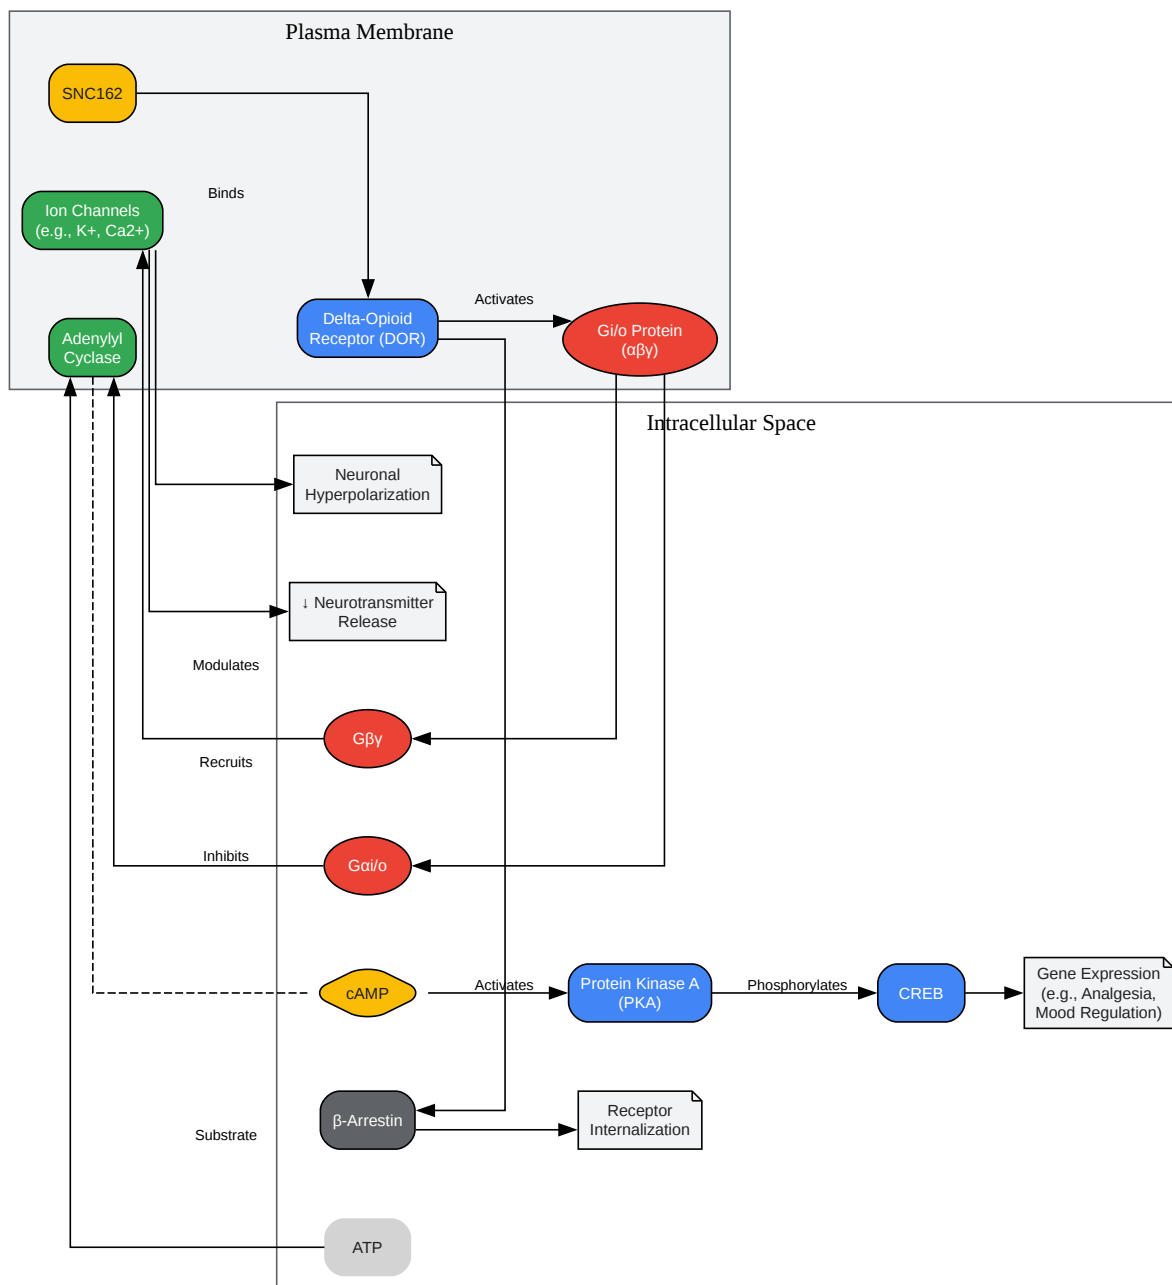 Plasma Membrane
SNC162
Binds
Ion Channels
(e.g., K+, Ca2+)
Activates
Delta-Opioid
Receptor (DOR)
Gi/o Protein
(αβγ)
Adenylyl
Cyclase
Intracellular Space
Neuronal
Hyperpolarization
↓ Neurotransmitter
Release
Modulates
Gβγ
Recruits
Inhibits
Gαi/o
cAMP
Activates
Protein Kinase A
(PKA)
Phosphorylates
CREB
Gene Expression
(e.g., Analgesia,
Mood Regulation)
β-Arrestin
Receptor
Internalization
Substrate
ATP